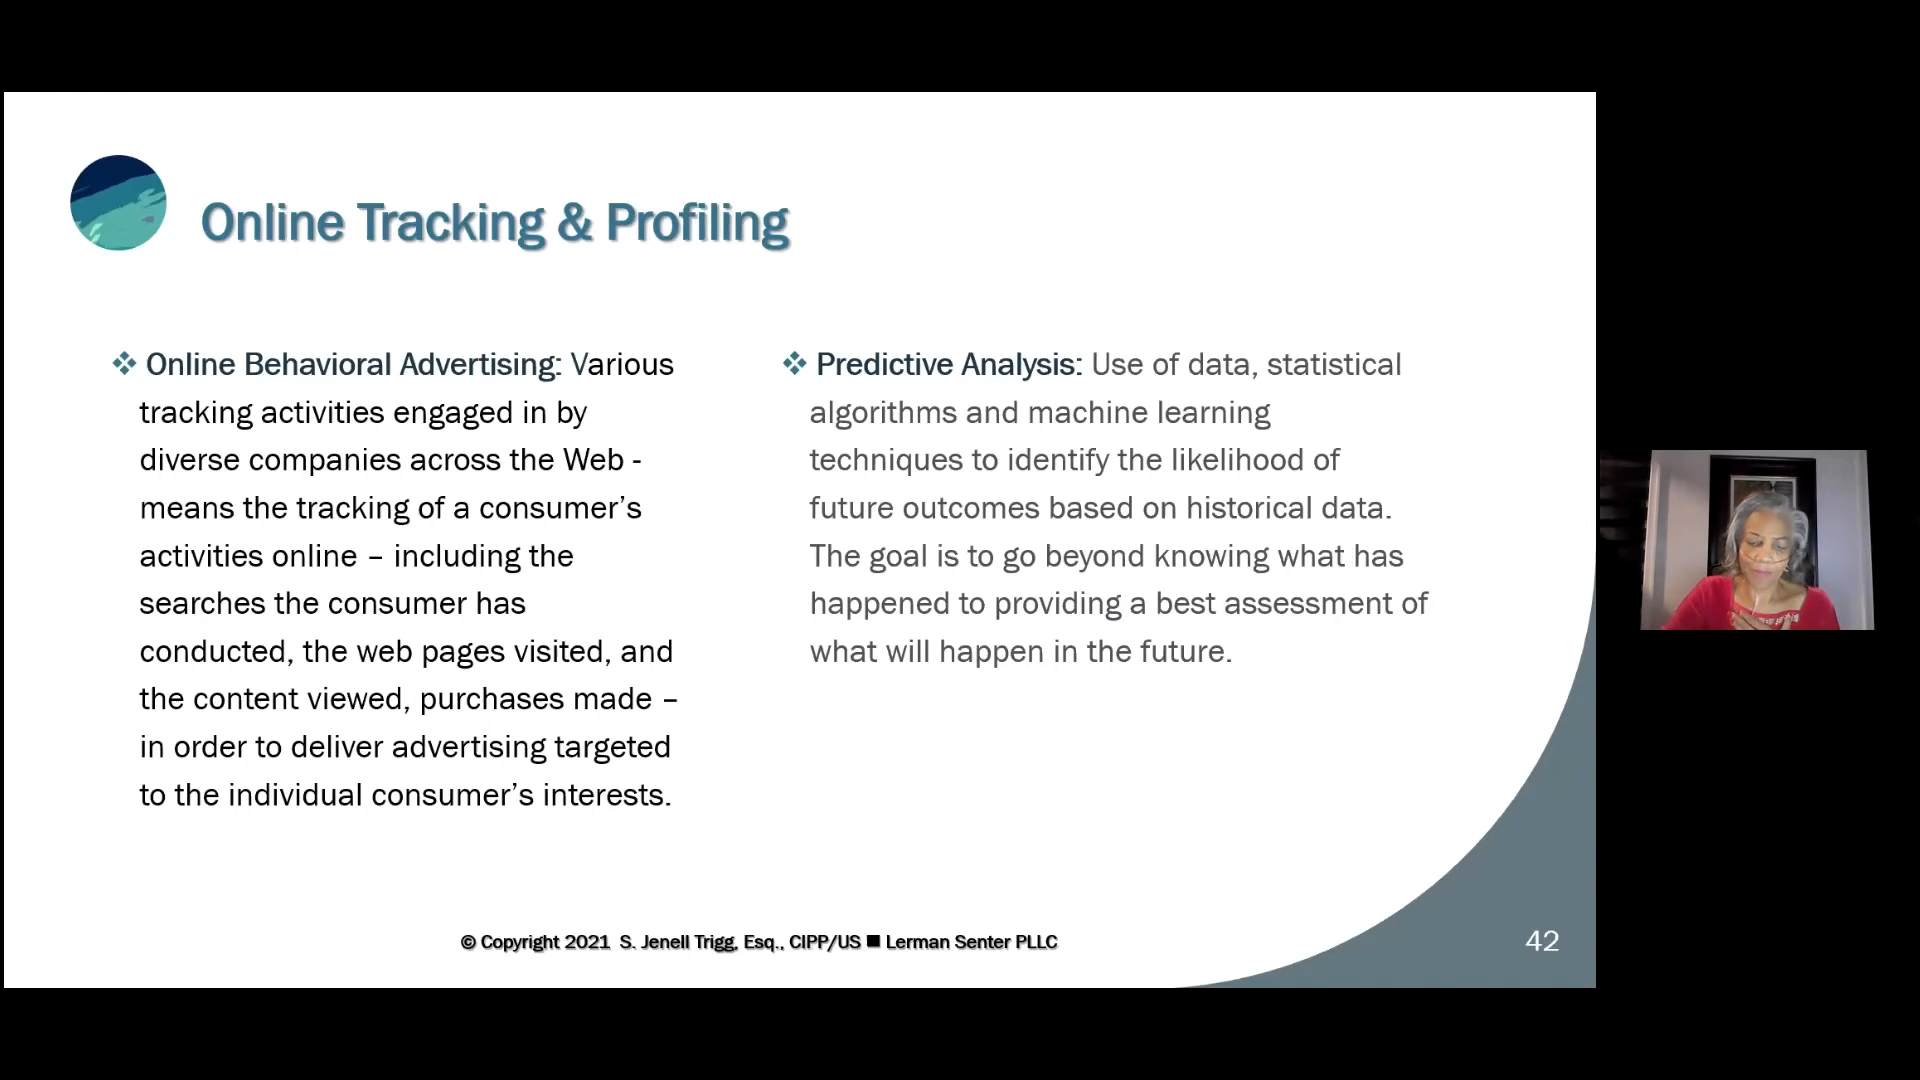 Online Tracking & Profiling
❖ Online Behavioral Advertising: Various
tracking activities engaged in by
diverse companies across the Web -
means the tracking of a consumer’s
activities online – including the
searches the consumer has
conducted, the web pages visited, and
the content viewed, purchases made –
in order to deliver advertising targeted
to the individual consumer’s interests.
❖ Predictive Analysis: Use of data, statistical
algorithms and machine learning
techniques to identify the likelihood of
future outcomes based on historical data.
The goal is to go beyond knowing what has
happened to providing a best assessment of
what will happen in the future.
© Copyright 2021 S. Jenell Trigg, Esq., CIPP/US ■ Lerman Senter PLLC
42